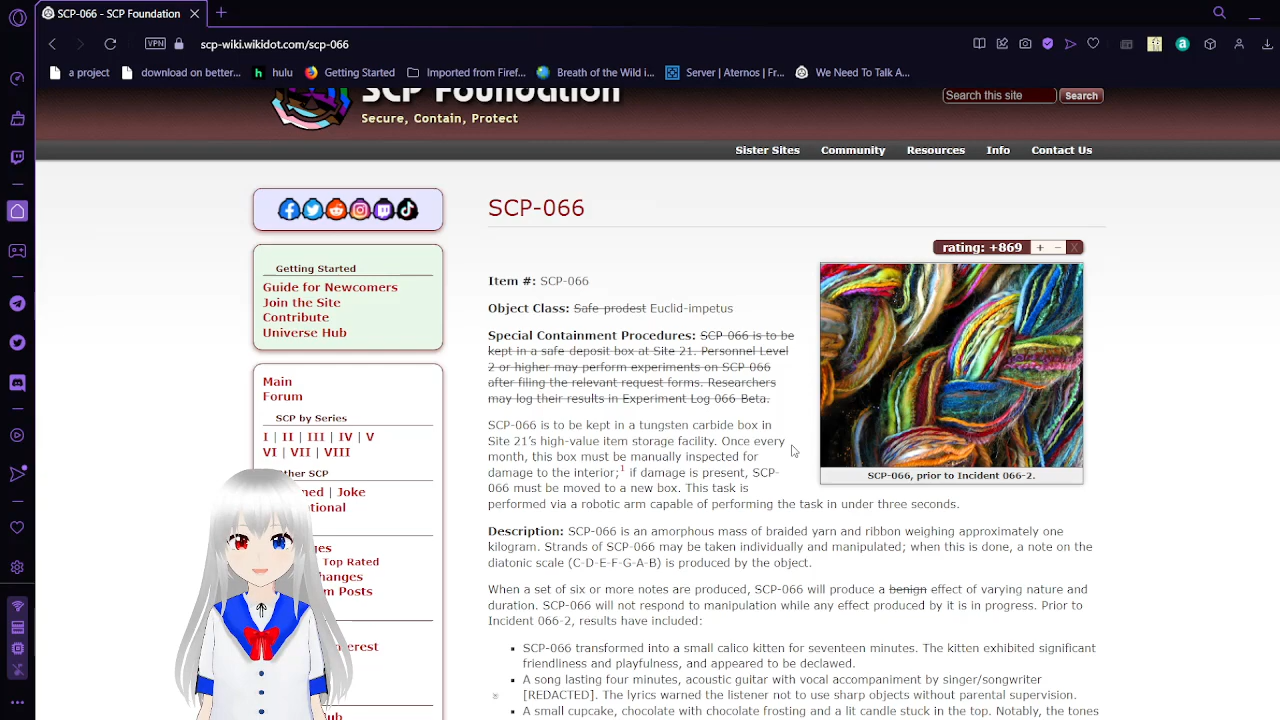 SCP-066 - SCP Foundation
VPN
scp-wiki.wikidot.com/scp-066
a project
download on better...
hulu
Getting Started
Imported from Firef...
Breath of the Wild i...
Server | Aternos | Fr...
We Need To Talk A...
SCP Foundation
Secure, Contain, Protect
Search this site
Search
Sister Sites
Community
Resources
Info
Contact Us
Getting Started
Guide for Newcomers
Join the Site
Contribute
Universe Hub
Main
Forum
SCP by Series
I | II | III | IV | V
VI | VII | VIII
Joke
Top Rated
SCP-066
rating: +869 + – X
Item #: SCP-066
Object Class: Safe-prodest Euclid-impetus
Special Containment Procedures: SCP-066 is to be
kept in a safe deposit box at Site 21. Personnel Level
2 or higher may perform experiments on SCP-066
after filing the relevant request forms. Researchers
may log their results in Experiment Log 066-Beta.
SCP-066 is to be kept in a tungsten carbide box in
Site 21's high-value item storage facility. Once every
month, this box must be manually inspected for
damage to the interior;1 if damage is present, SCP-
066 must be moved to a new box. This task is
performed via a robotic arm capable of performing the task in under three seconds.
SCP-066, prior to Incident 066-2.
Description: SCP-066 is an amorphous mass of braided yarn and ribbon weighing approximately one
kilogram. Strands of SCP-066 may be taken individually and manipulated; when this is done, a note on the
diatonic scale (C-D-E-F-G-A-B) is produced by the object.
When a set of six or more notes are produced, SCP-066 will produce a benign effect of varying nature and
duration. SCP-066 will not respond to manipulation while any effect produced by it is in progress. Prior to
Incident 066-2, results have included:
SCP-066 transformed into a small calico kitten for seventeen minutes. The kitten exhibited significant
friendliness and playfulness, and appeared to be declawed.
A song lasting four minutes, acoustic guitar with vocal accompaniment by singer/songwriter
[REDACTED]. The lyrics warned the listener not to use sharp objects without parental supervision.
A small cupcake, chocolate with chocolate frosting and a lit candle stuck in the top. Notably, the tones